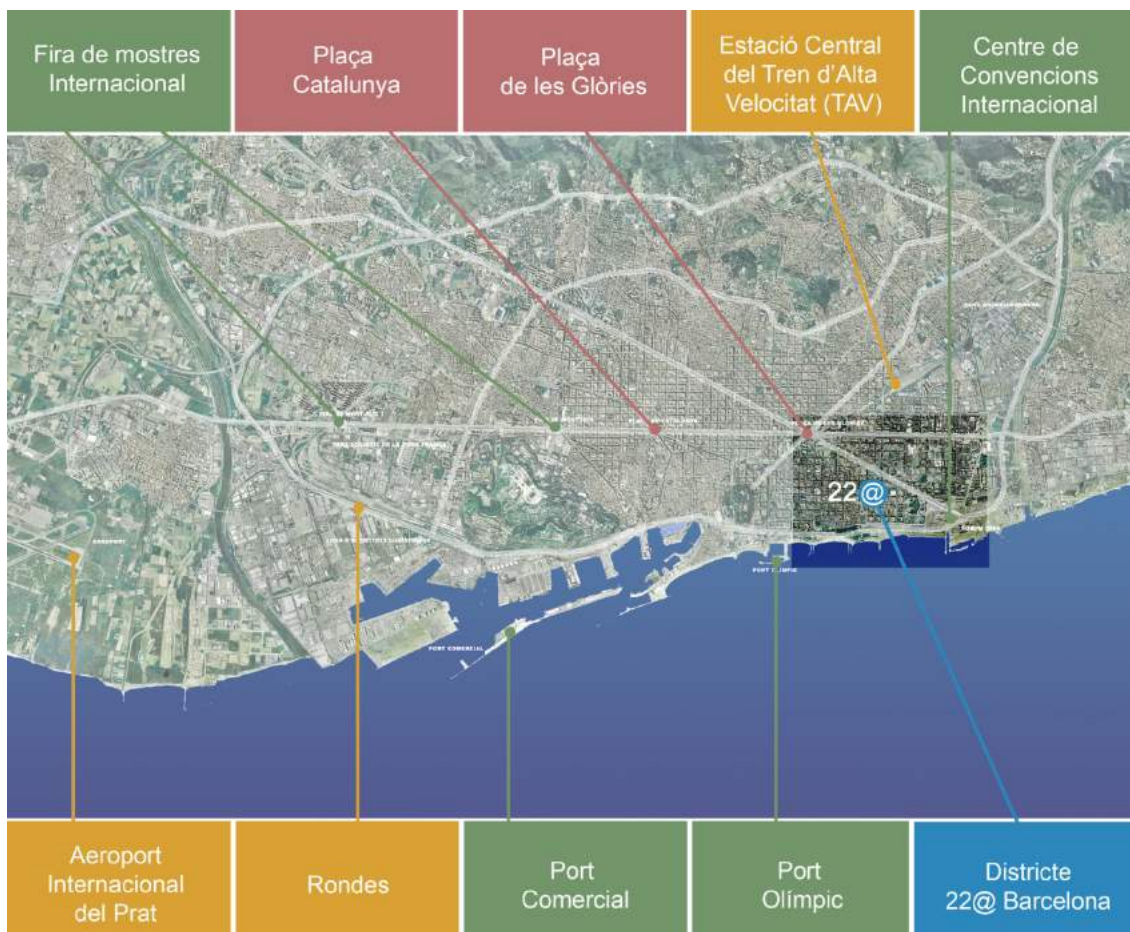 Fira de mostres
Internacional
Plaça
Catalunya
Plaça
de les Glòries
Estació Central
del Tren d'Alta
Velocitat (TAV)
Centre de
Convencions
Internacional
22@
PORT OLÍMPIC
PORT COMERCIAL
Aeroport
Internacional
del Prat
Rondes
Port
Comercial
Port
Olímpic
Districte
22@ Barcelona